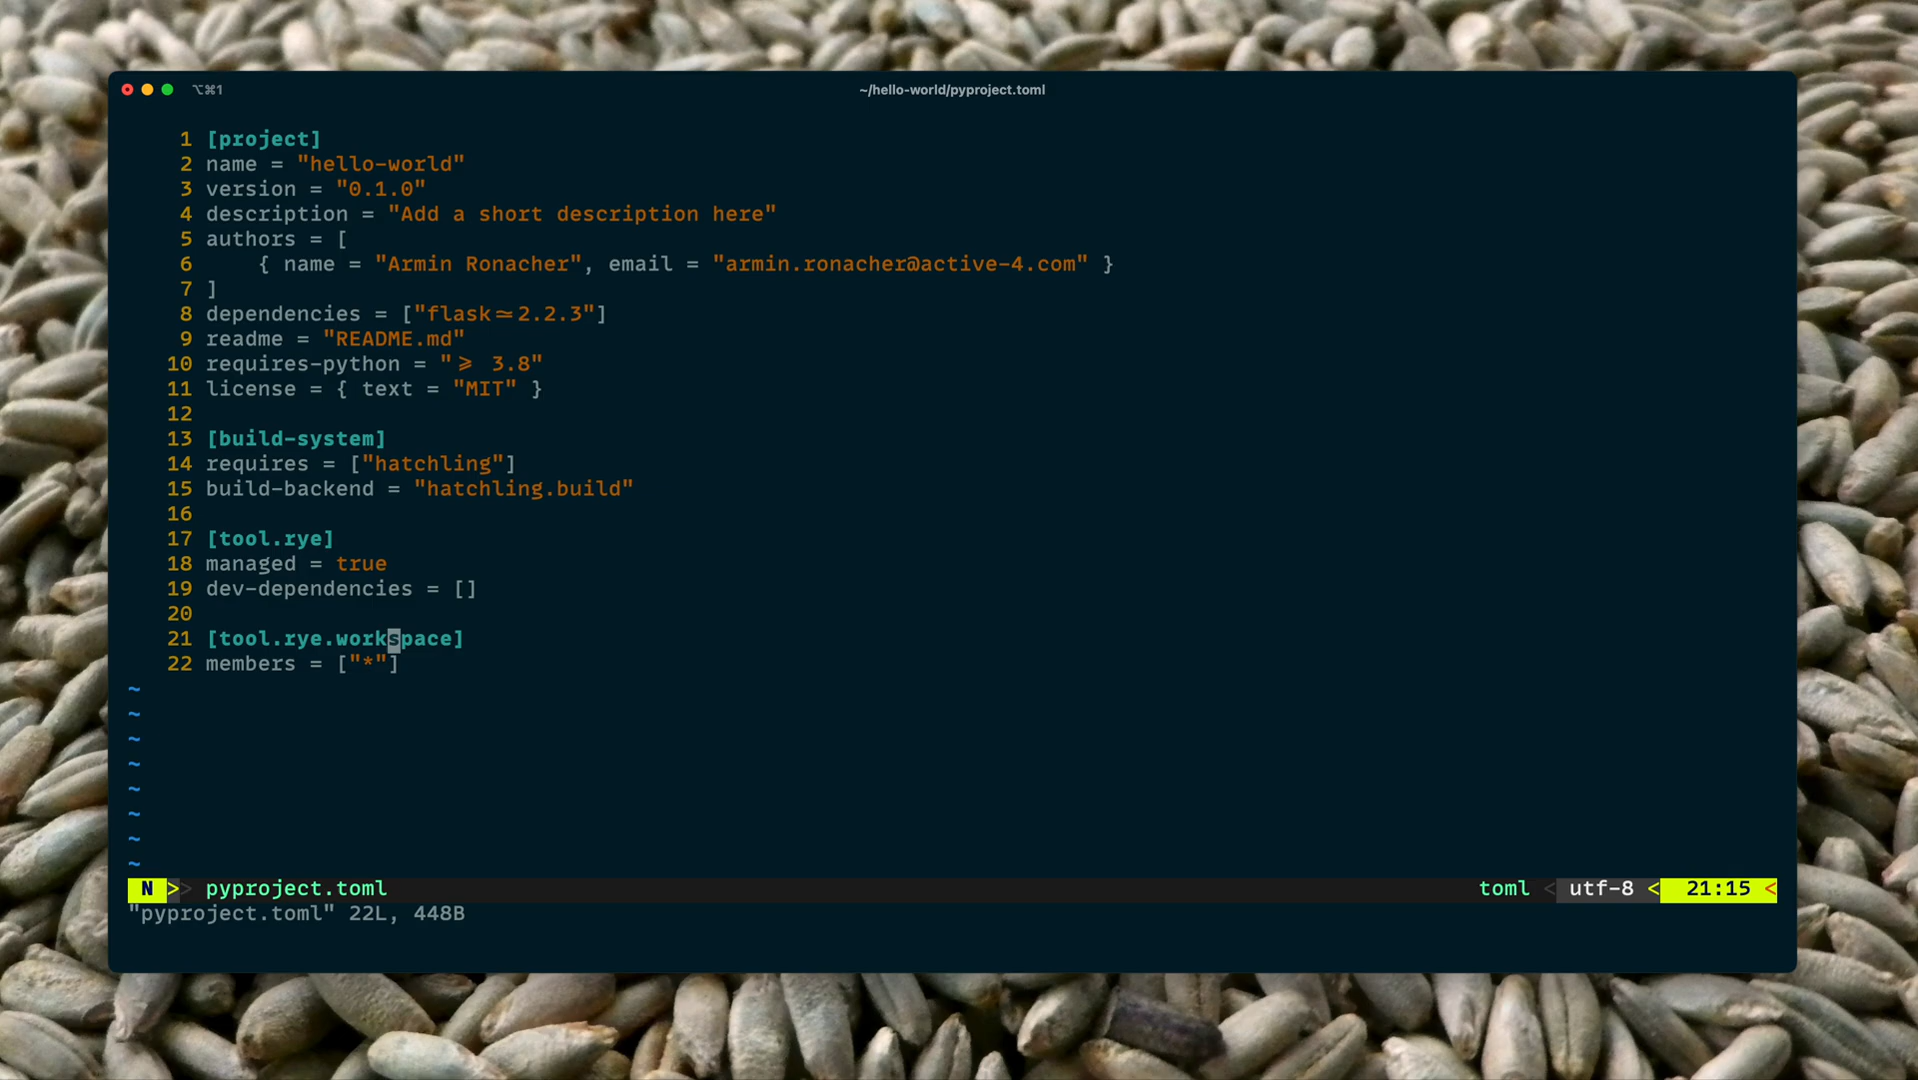 ⌥⌘1 ~/hello-world/pyproject.toml
1 [project]
2 name = "hello-world"
3 version = "0.1.0"
4 description = "Add a short description here"
5 authors = [
6     { name = "Armin Ronacher", email = "armin.ronacher@active-4.com" }
7 ]
8 dependencies = ["flask≃2.2.3"]
9 readme = "README.md"
10 requires-python = "⩾ 3.8"
11 license = { text = "MIT" }
12
13 [build-system]
14 requires = ["hatchling"]
15 build-backend = "hatchling.build"
16
17 [tool.rye]
18 managed = true
19 dev-dependencies = []
20
21 [tool.rye.workspace]
22 members = ["*"]
~
~
~
~
~
~
~
~
N >> pyproject.toml toml < utf-8 < 21:15 <
"pyproject.toml" 22L, 448B